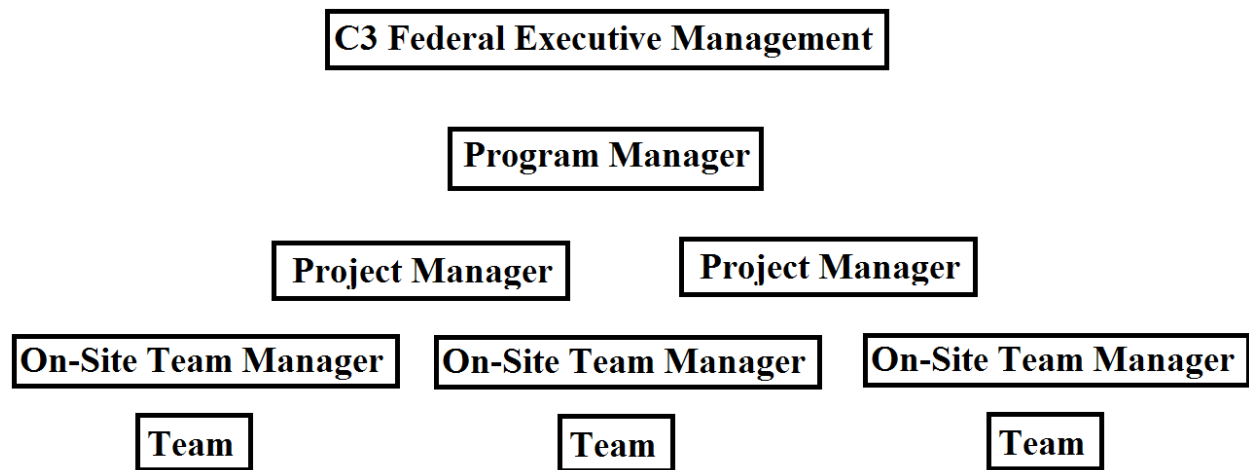 C3 Federal Executive Management
Program Manager
Project Manager
Project Manager
On-Site Team Manager
On-Site Team Manager
On-Site Team Manager
Team
Team
Team